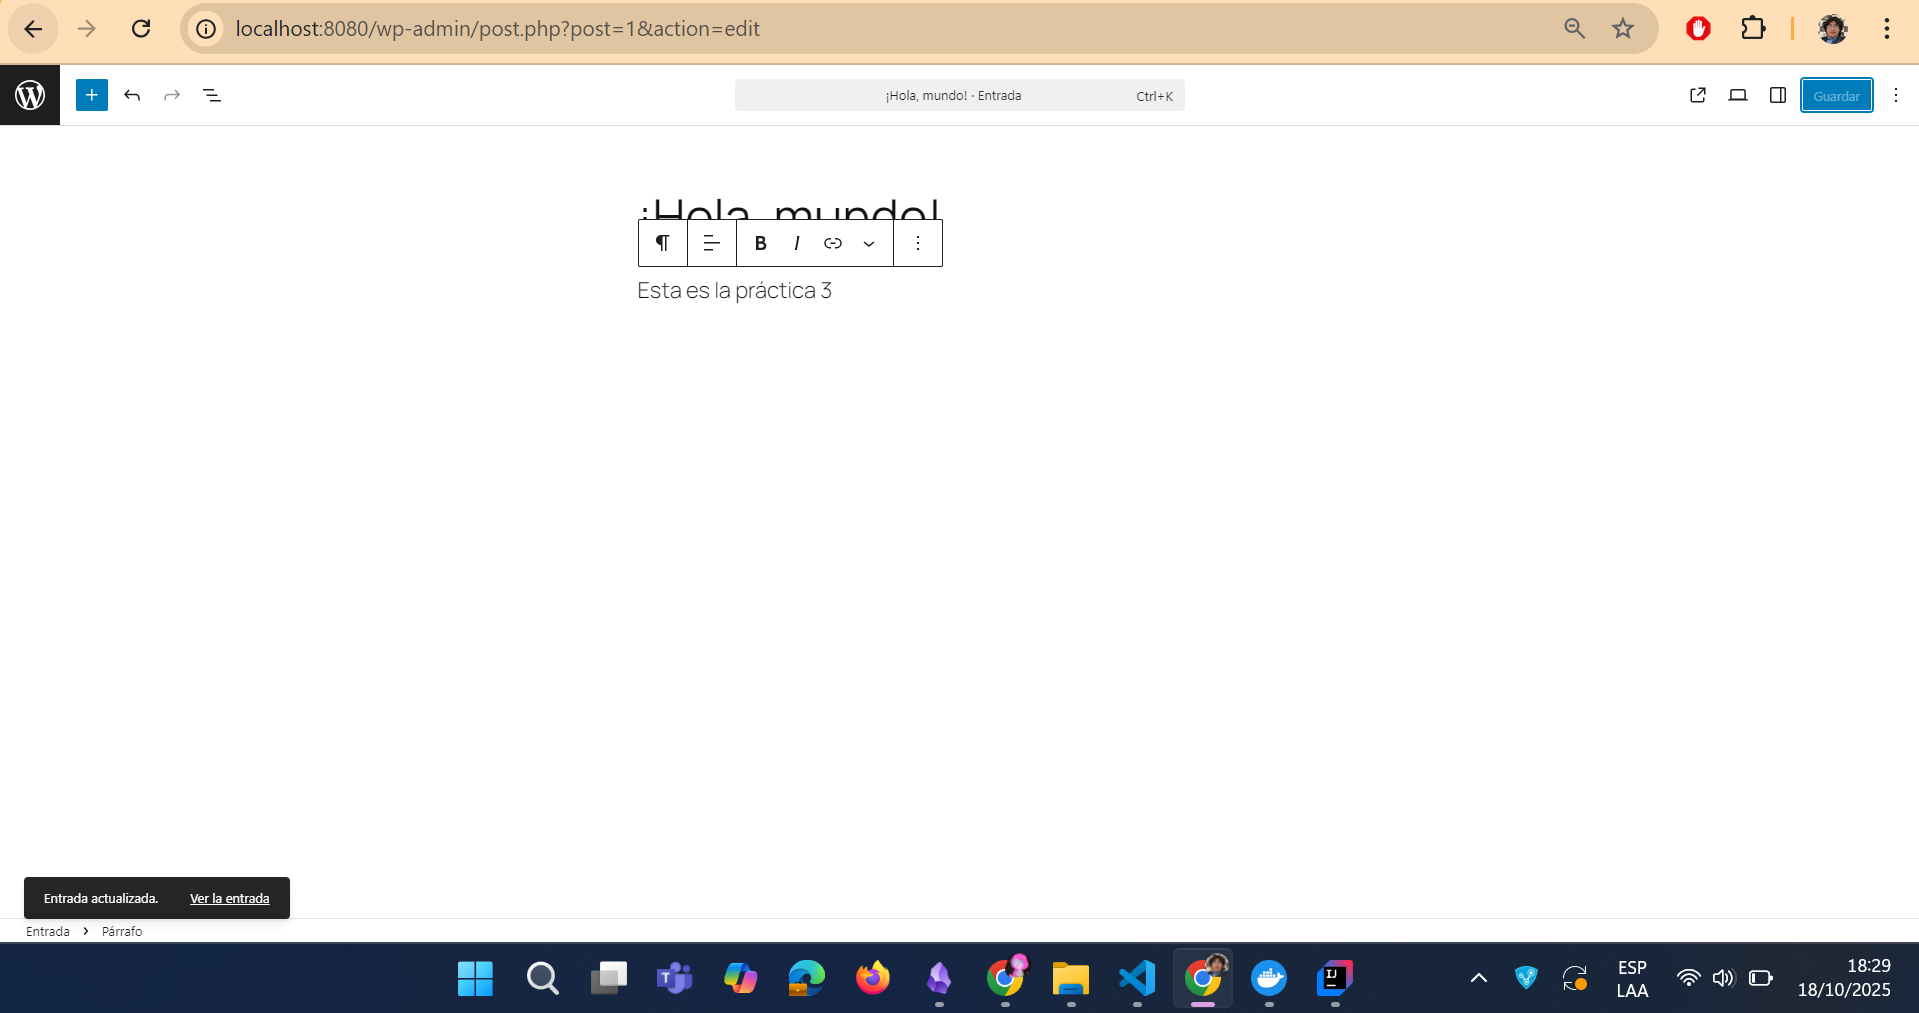 localhost:8080/wp-admin/post.php?post=1&action=edit
¡Hola, mundo! · Entrada Ctrl+K
Guardar
¡Hola, mundo!
B I
Esta es la práctica 3
Entrada actualizada. Ver la entrada
Entrada > Párrafo
ESP
LAA
18:29
18/10/2025